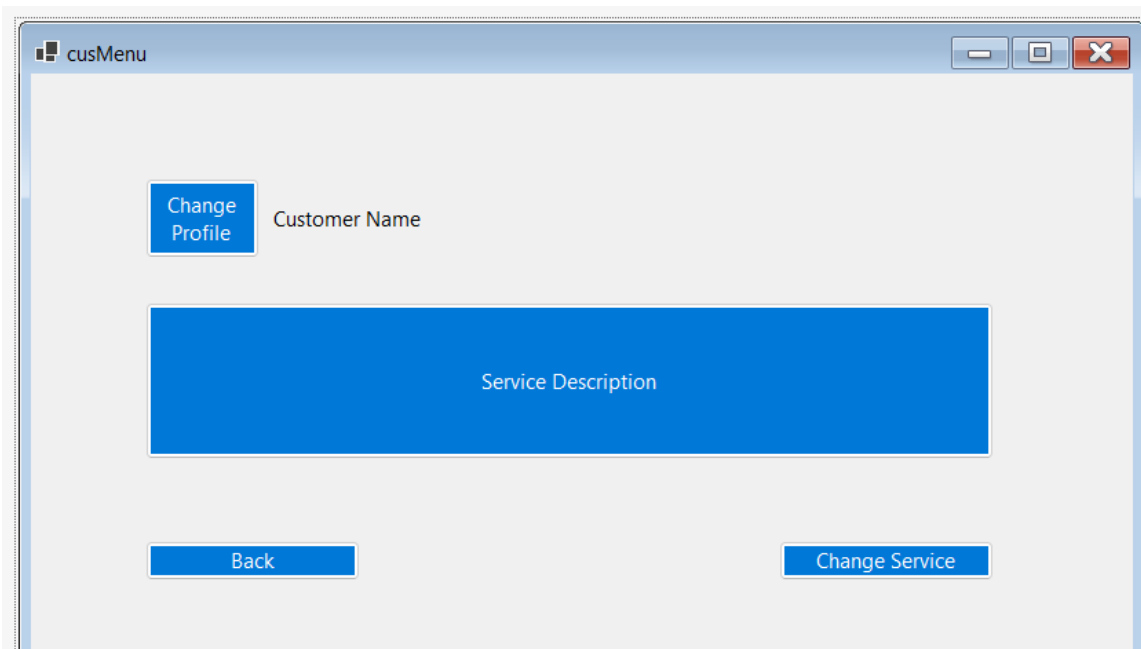 cusMenu
Change
Profile
Customer Name
Service Description
Back
Change Service